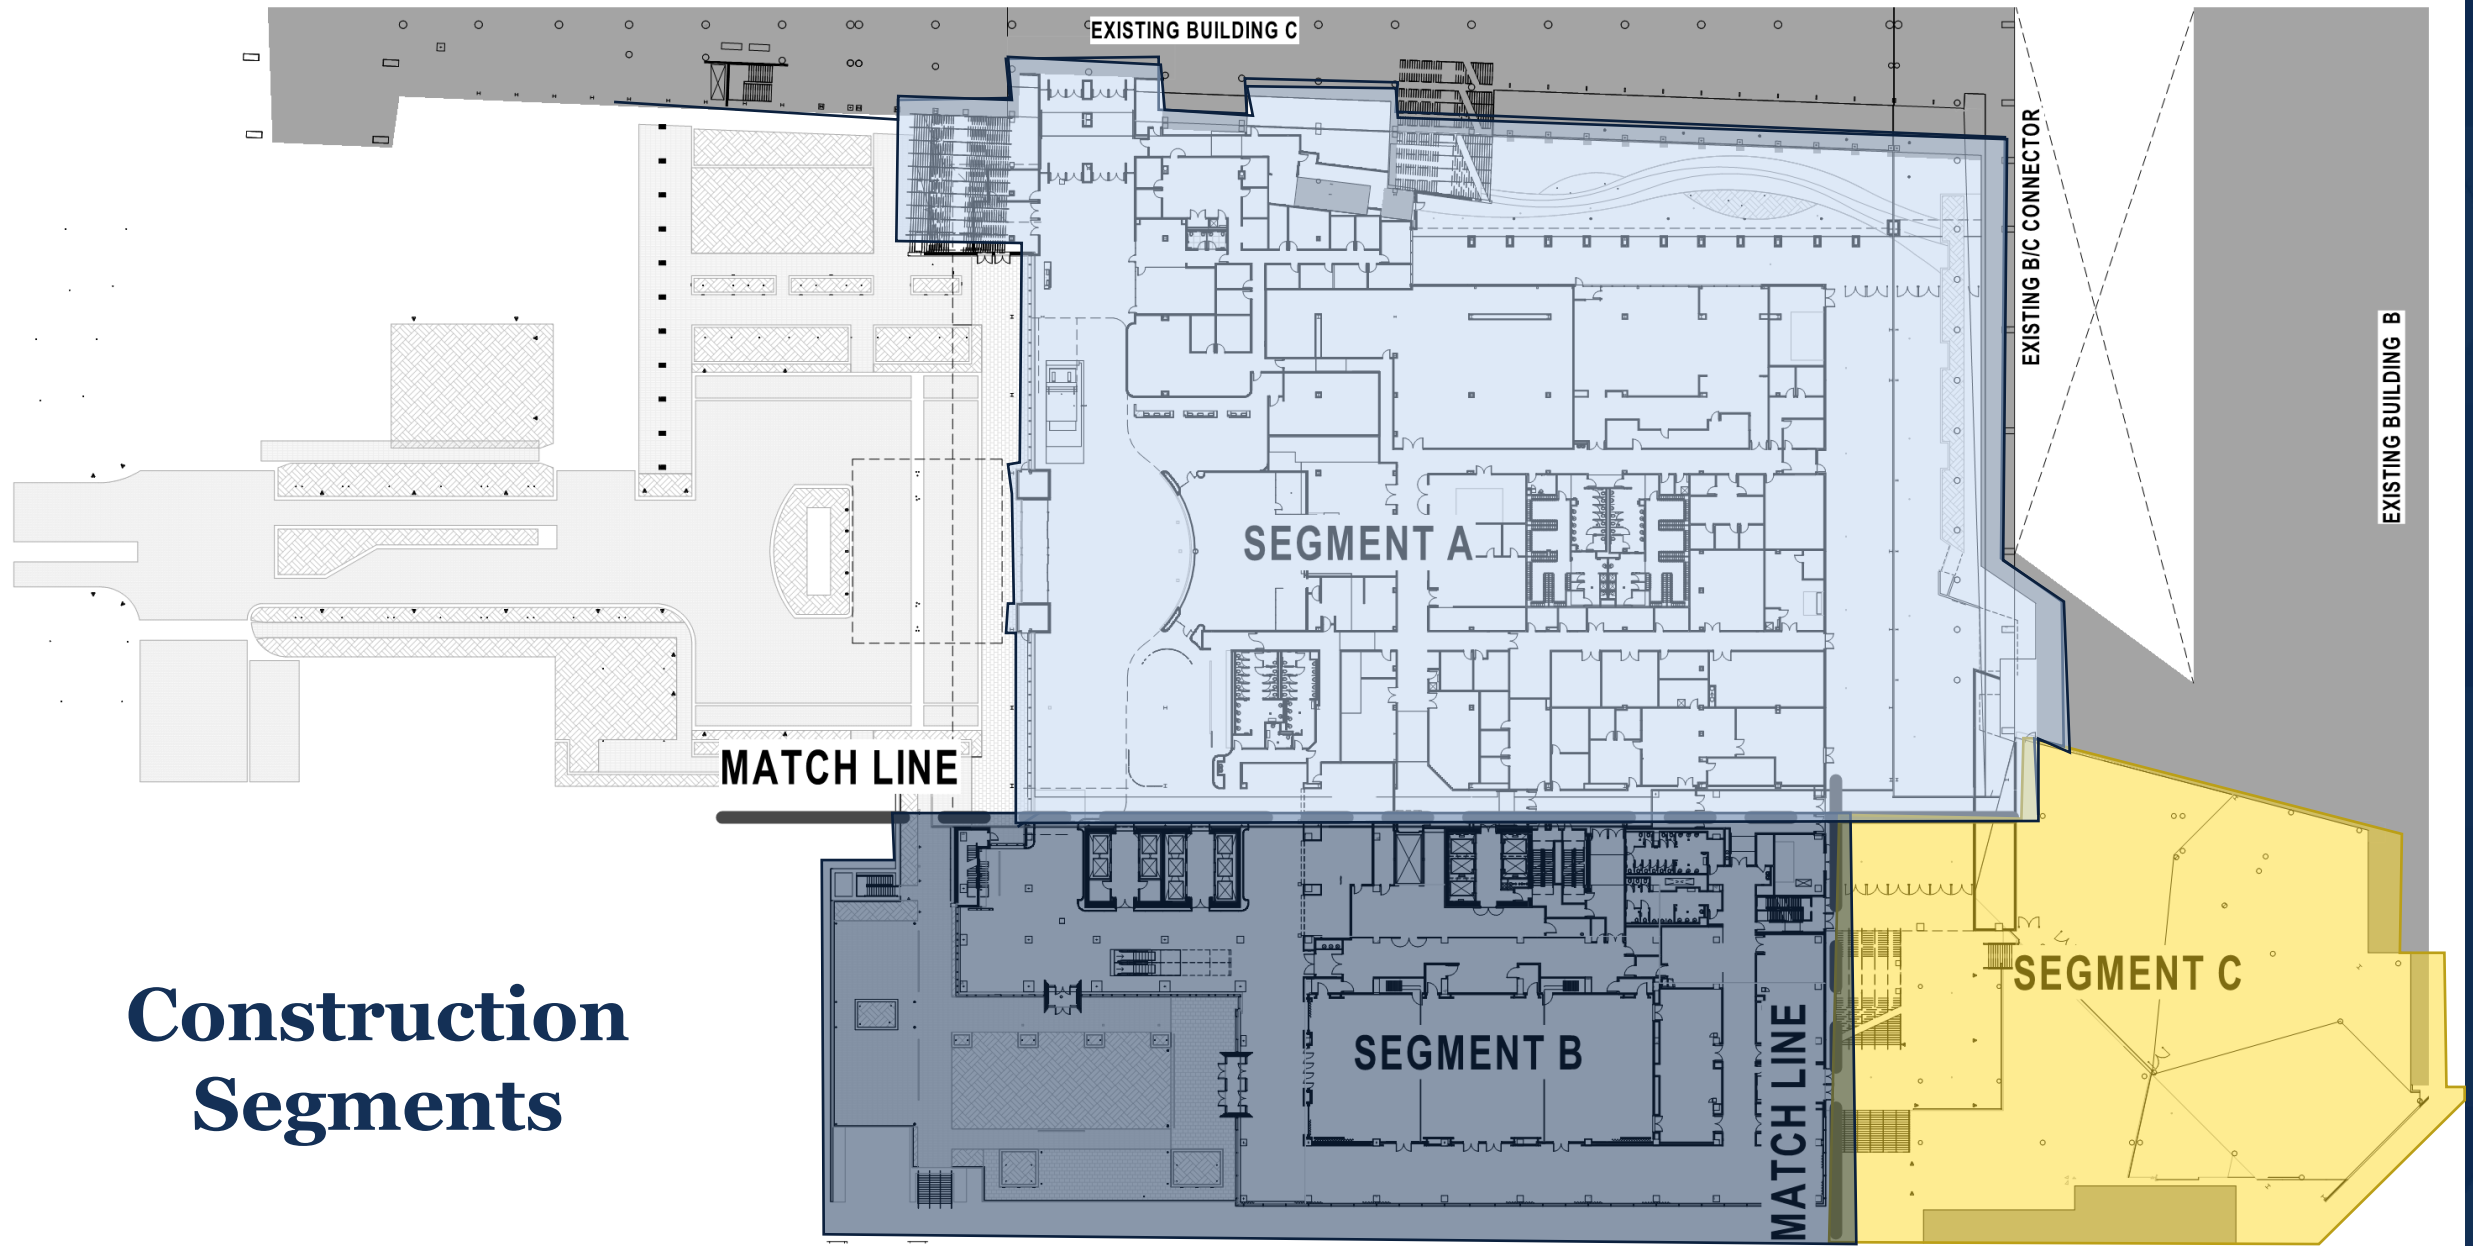 EXISTING BUILDING C
EXISTING B/C CONNECTOR
EXISTING BUILDING B
SEGMENT A
MATCH LINE
SEGMENT C
Construction
Segments
SEGMENT B
MATCH LINE